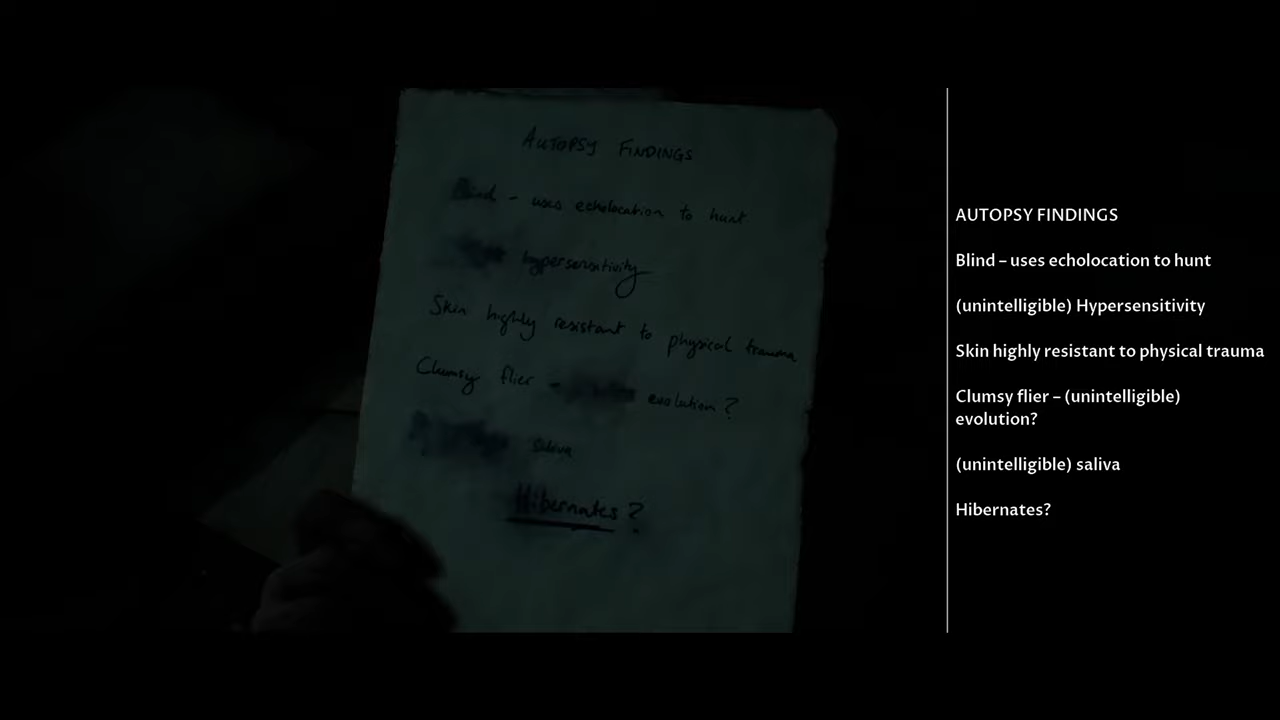 AUTOPSY FINDINGS
Blind - uses echolocation to hunt.
hypersensitivity
Skin highly resistant to physical trauma
Clumsy flier - evolution?
saliva
Hibernates?
AUTOPSY FINDINGS
Blind – uses echolocation to hunt
(unintelligible) Hypersensitivity
Skin highly resistant to physical trauma
Clumsy flier – (unintelligible)
evolution?
(unintelligible) saliva
Hibernates?